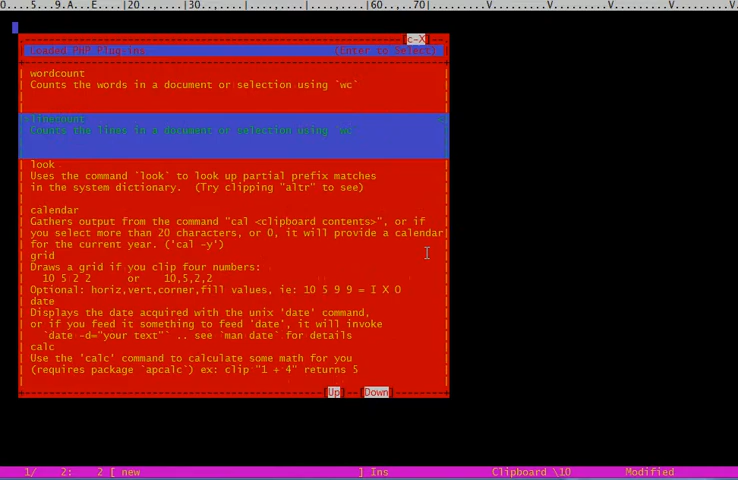 O...5...9.A...E....|20...........|30.,..........|...........|60...70...|...........V...........V...........V...........V
[c-X]
Loaded PHP Plug-ins (Enter to Select)
wordcount
Counts the words in a document or selection using `wc`
linecount
Counts the lines in a document or selection using `wc`
look
Uses the command `look` to look up partial prefix matches
in the system dictionary. (Try clipping "altr" to see)
calendar
Gathers output from the command "cal <clipboard contents>", or if
you select more than 20 characters, or 0, it will provide a calendar
for the current year. ('cal -y')
grid
Draws a grid if you clip four numbers:
10 5 2 2 or 10,5,2,2
Optional: horiz,vert,corner,fill values, ie: 10 5 9 9 = I X O
date
Displays the date acquired with the unix 'date' command,
or if you feed it something to feed 'date', it will invoke
`date -d="your text"` .. see `man date` for details
calc
Use the 'calc' command to calculate some math for you
(requires package `apcalc`) ex: clip "1 + 4" returns 5
[Up]--[Down]
1/ 2: 2 [ new ] Ins Clipboard \10 Modified